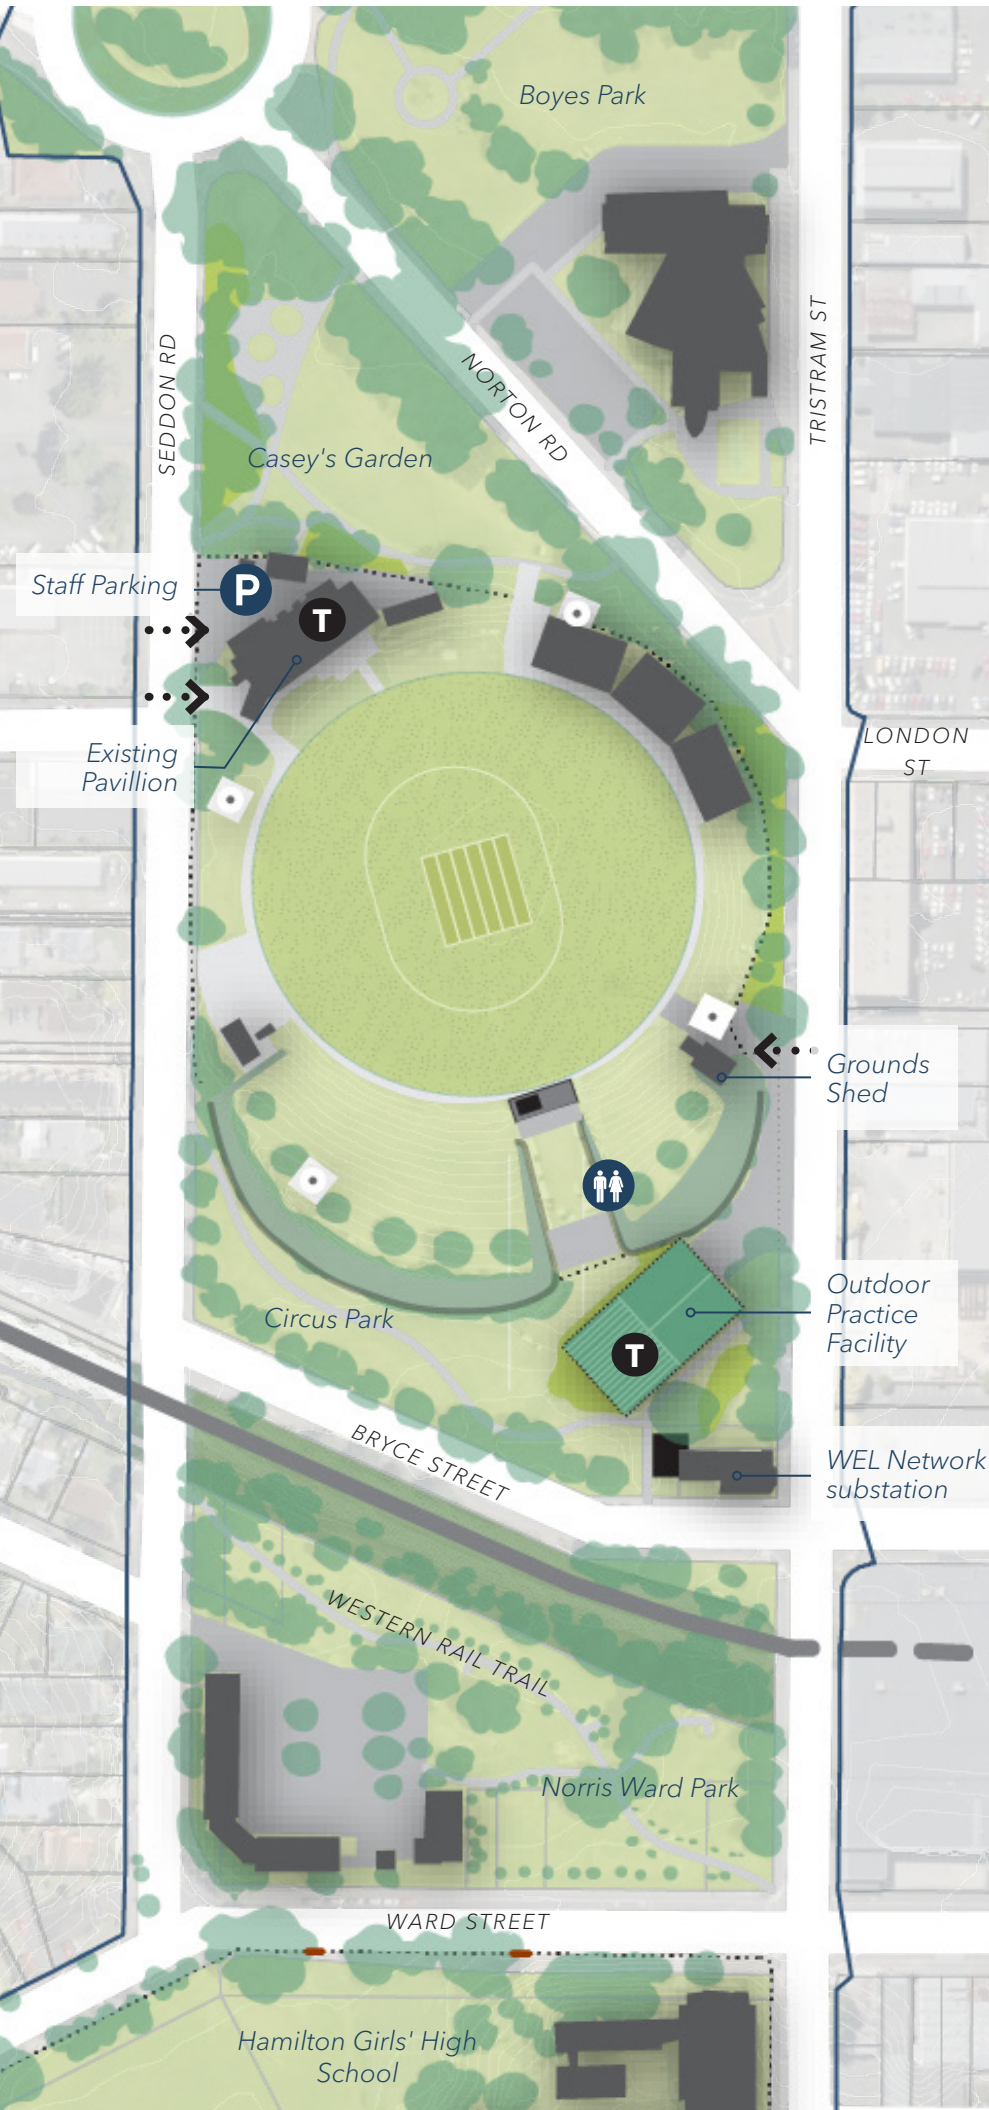 Boyes Park
SEDDON RD
NORTON RD
TRISTRAM ST
Casey's Garden
Staff Parking
P
T
Existing
Pavillion
LONDON
ST
Grounds
Shed
Outdoor
Practice
Facility
Circus Park
T
BRYCE STREET
WEL Network
substation
WESTERN RAIL TRAIL
Norris Ward Park
WARD STREET
Hamilton Girls' High
School